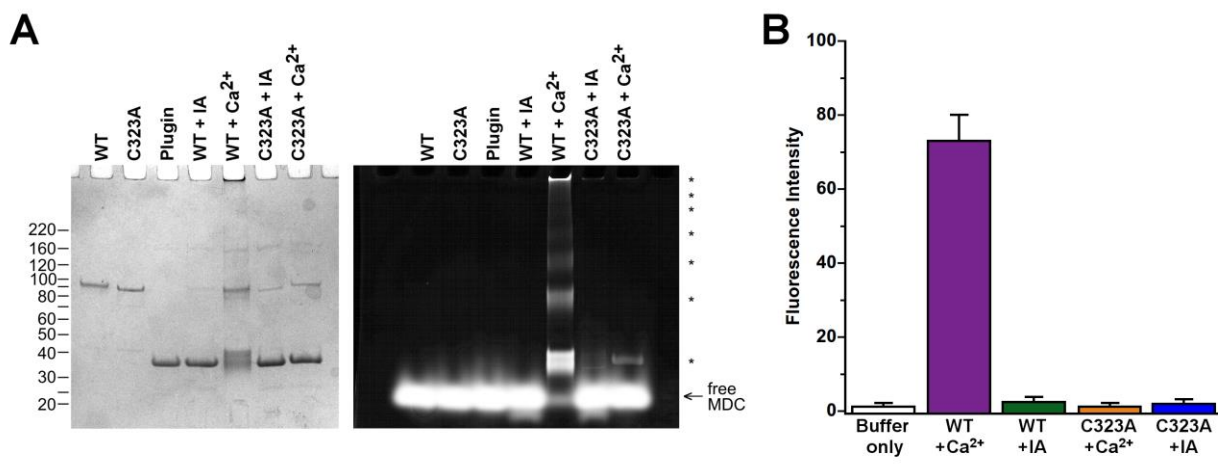 A
WT
C323A
Plugin
WT + IA
WT + Ca2+
C323A + IA
C323A + Ca2+
220
160
120
100
80
60
50
40
30
20
WT
C323A
Plugin
WT + IA
WT + Ca2+
C323A + IA
C323A + Ca2+
*
*
*
*
*
*
*
← free
MDC
B
Fluorescence Intensity
100
80
60
40
20
0
Buffer only
WT +Ca2+
WT +IA
C323A +Ca2+
C323A +IA